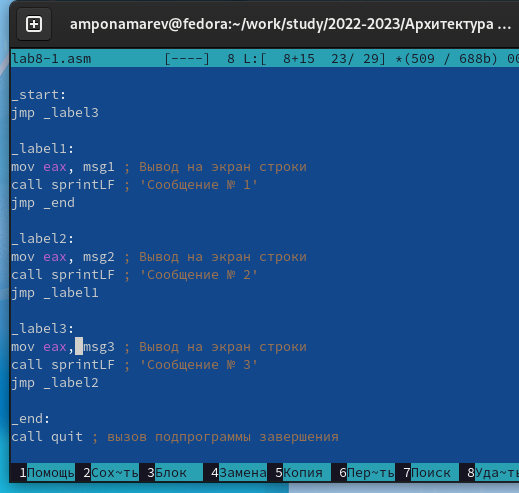 amponamarev@fedora:~/work/study/2022-2023/Архитектура ...
lab8-1.asm [----] 8 L:[ 8+15 23/ 29] *(509 / 688b) 00
_start:
jmp _label3
_label1:
mov eax, msg1 ; Вывод на экран строки
call sprintLF ; 'Сообщение № 1'
jmp _end
_label2:
mov eax, msg2 ; Вывод на экран строки
call sprintLF ; 'Сообщение № 2'
jmp _label1
_label3:
mov eax, msg3 ; Вывод на экран строки
call sprintLF ; 'Сообщение № 3'
jmp _label2
_end:
call quit ; вызов подпрограммы завершения
1Помощь 2Сох~ть 3Блок 4Замена 5Копия 6Пер~ть 7Поиск 8Уда~ть